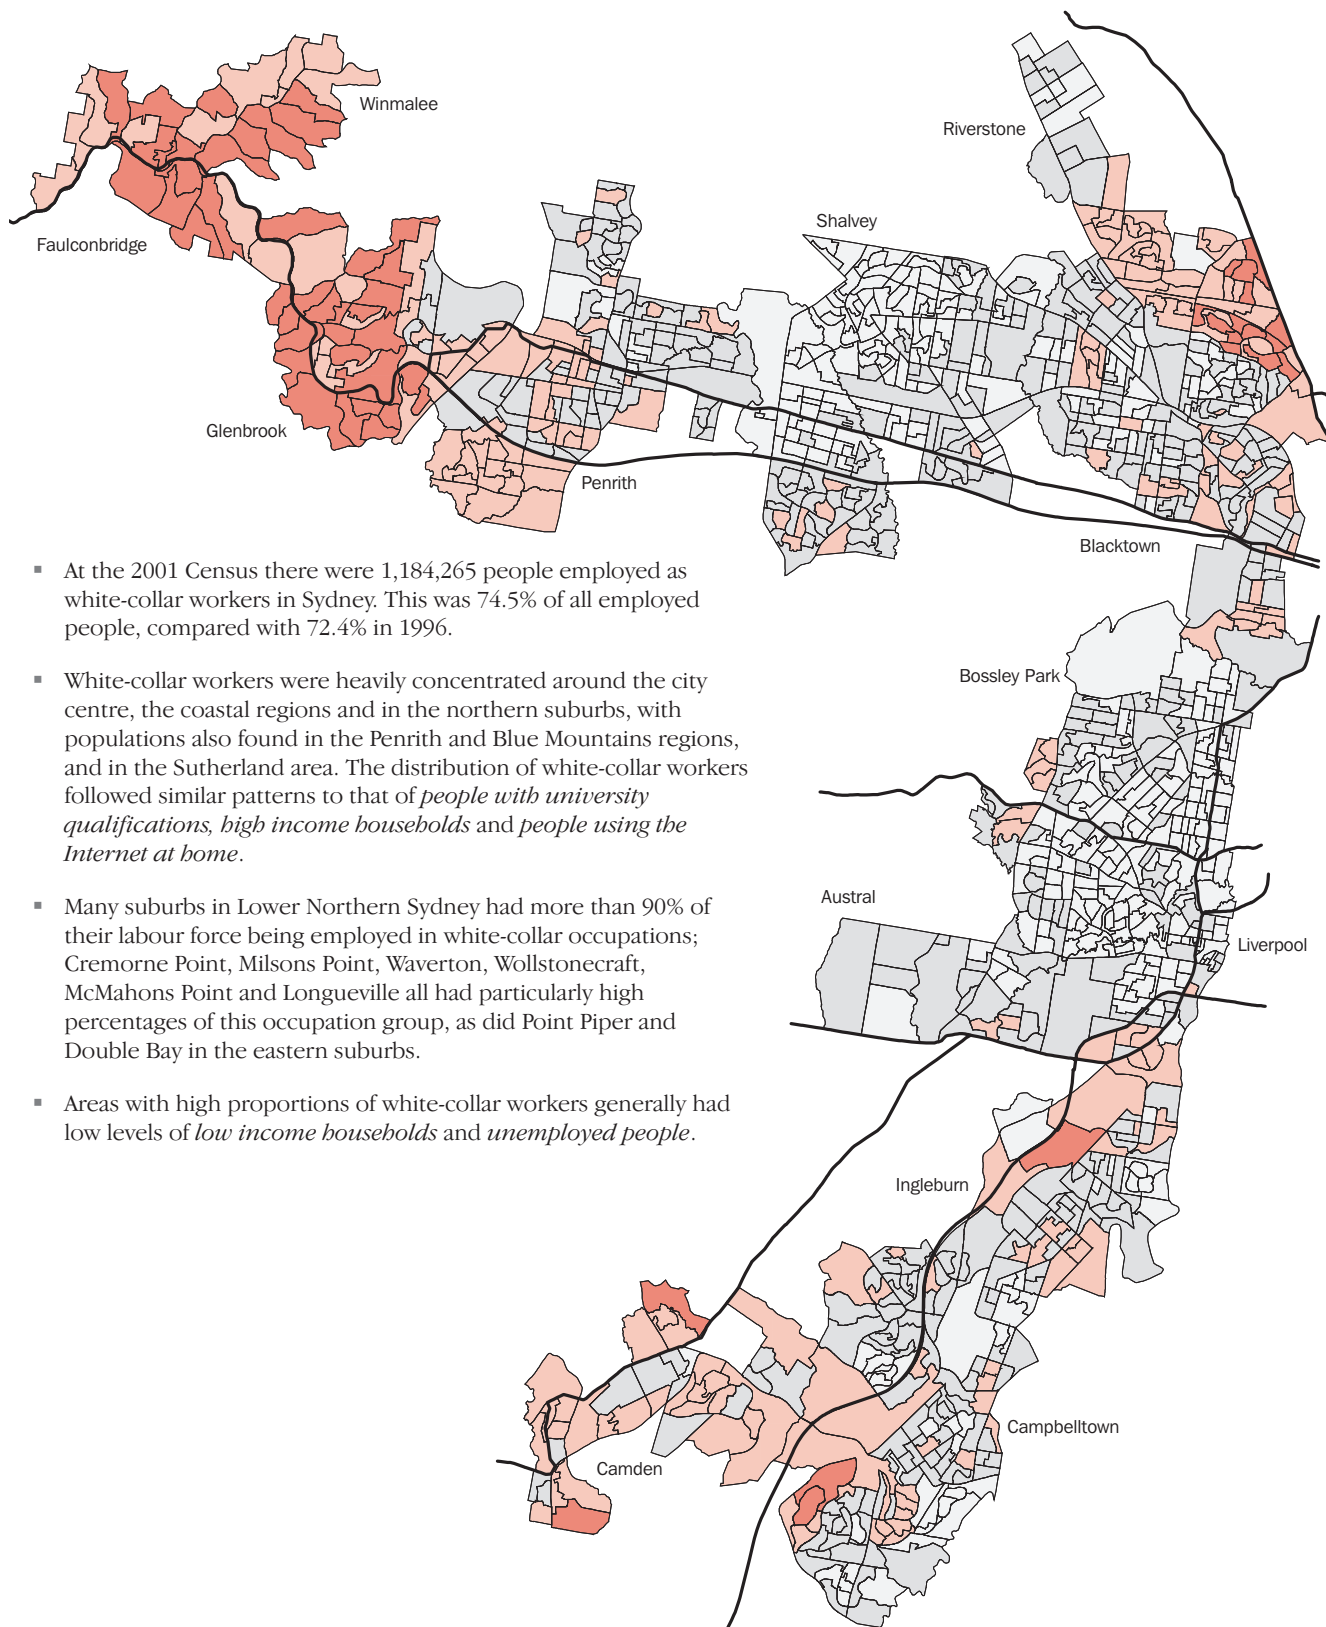 Winmalee
Riverstone
Shalvey
Faulconbridge
Glenbrook
Penrith
Blacktown
▪ At the 2001 Census there were 1,184,265 people employed as
white-collar workers in Sydney. This was 74.5% of all employed
people, compared with 72.4% in 1996.
▪ White-collar workers were heavily concentrated around the city
centre, the coastal regions and in the northern suburbs, with
populations also found in the Penrith and Blue Mountains regions,
and in the Sutherland area. The distribution of white-collar workers
followed similar patterns to that of people with university
qualifications, high income households and people using the
Internet at home.
▪ Many suburbs in Lower Northern Sydney had more than 90% of
their labour force being employed in white-collar occupations;
Cremorne Point, Milsons Point, Waverton, Wollstonecraft,
McMahons Point and Longueville all had particularly high
percentages of this occupation group, as did Point Piper and
Double Bay in the eastern suburbs.
▪ Areas with high proportions of white-collar workers generally had
low levels of low income households and unemployed people.
Bossley Park
Austral
Liverpool
Ingleburn
Campbelltown
Camden